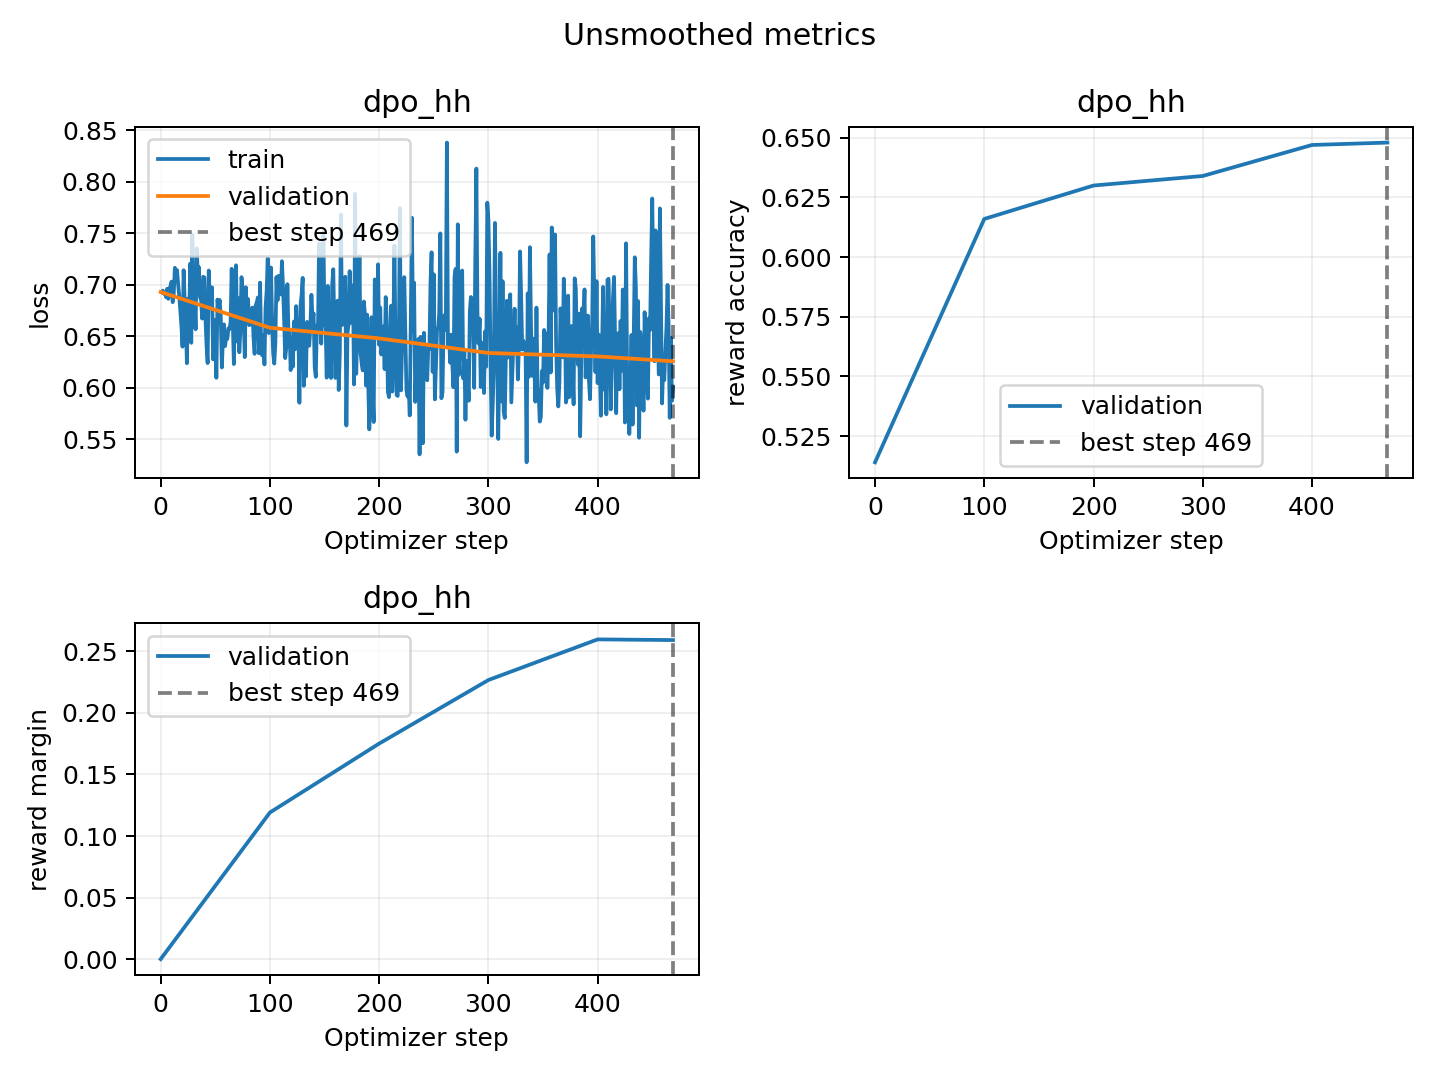 Unsmoothed metrics
dpo_hh
0.85
0.80
0.75
0.70
0.65
0.60
0.55
loss
train
validation
best step 469
0 100 200 300 400
Optimizer step
dpo_hh
0.650
0.625
0.600
0.575
0.550
0.525
reward accuracy
validation
best step 469
0 100 200 300 400
Optimizer step
dpo_hh
0.25
0.20
0.15
0.10
0.05
0.00
reward margin
validation
best step 469
0 100 200 300 400
Optimizer step